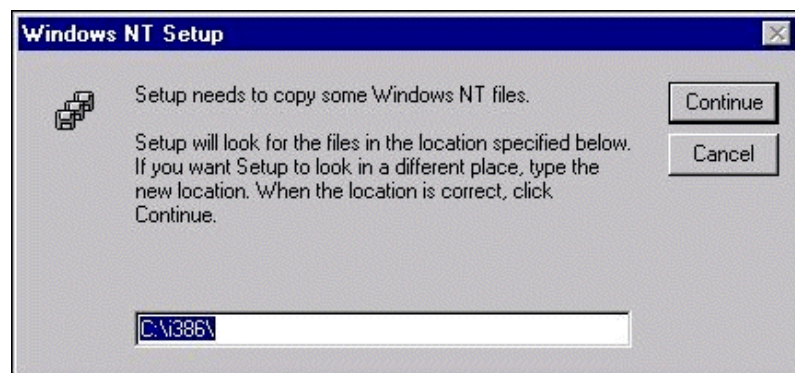 Windows NT Setup
Setup needs to copy some Windows NT files.
Continue
Setup will look for the files in the location specified below.
If you want Setup to look in a different place, type the
new location. When the location is correct, click
Continue.
Cancel
C:\i386\